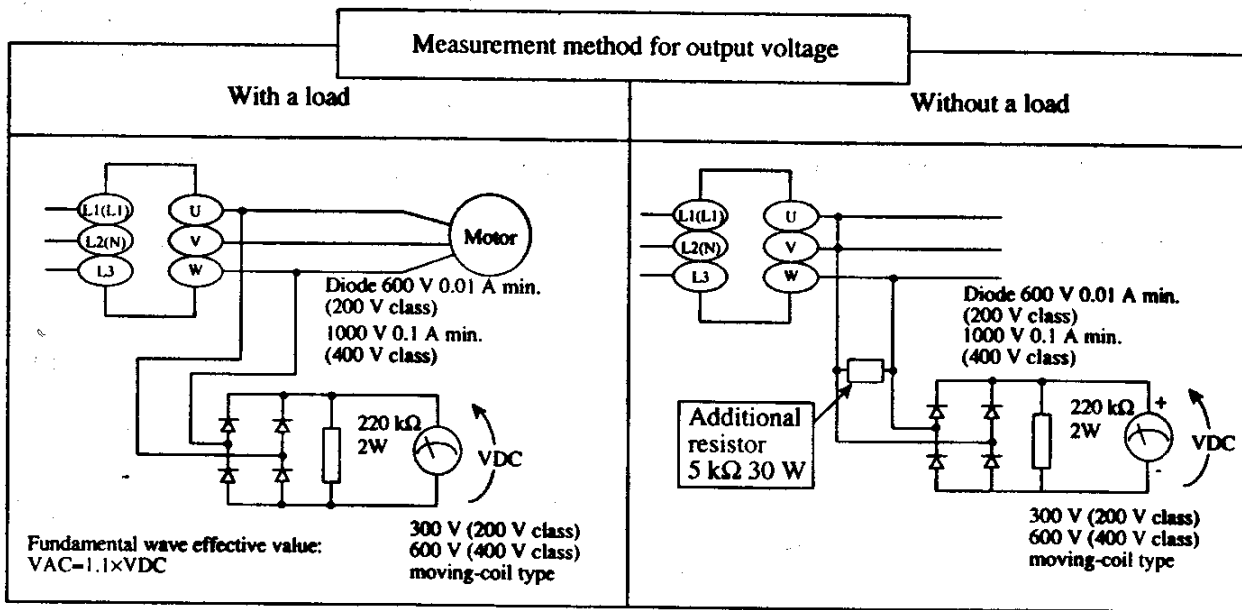 Measurement method for output voltage
With a load
L1(L1)
L2(N)
L3
U
V
W
Motor
Diode 600 V 0.01 A min.
(200 V class)
1000 V 0.1 A min.
(400 V class)
220 kΩ
2W
VDC
300 V (200 V class)
600 V (400 V class)
moving-coil type
Fundamental wave effective value:
VAC=1.1×VDC
Without a load
L1(L1)
L2(N)
L3
U
V
W
Diode 600 V 0.01 A min.
(200 V class)
1000 V 0.1 A min.
(400 V class)
Additional
resistor
5 kΩ 30 W
220 kΩ
2W
+
-
VDC
300 V (200 V class)
600 V (400 V class)
moving-coil type